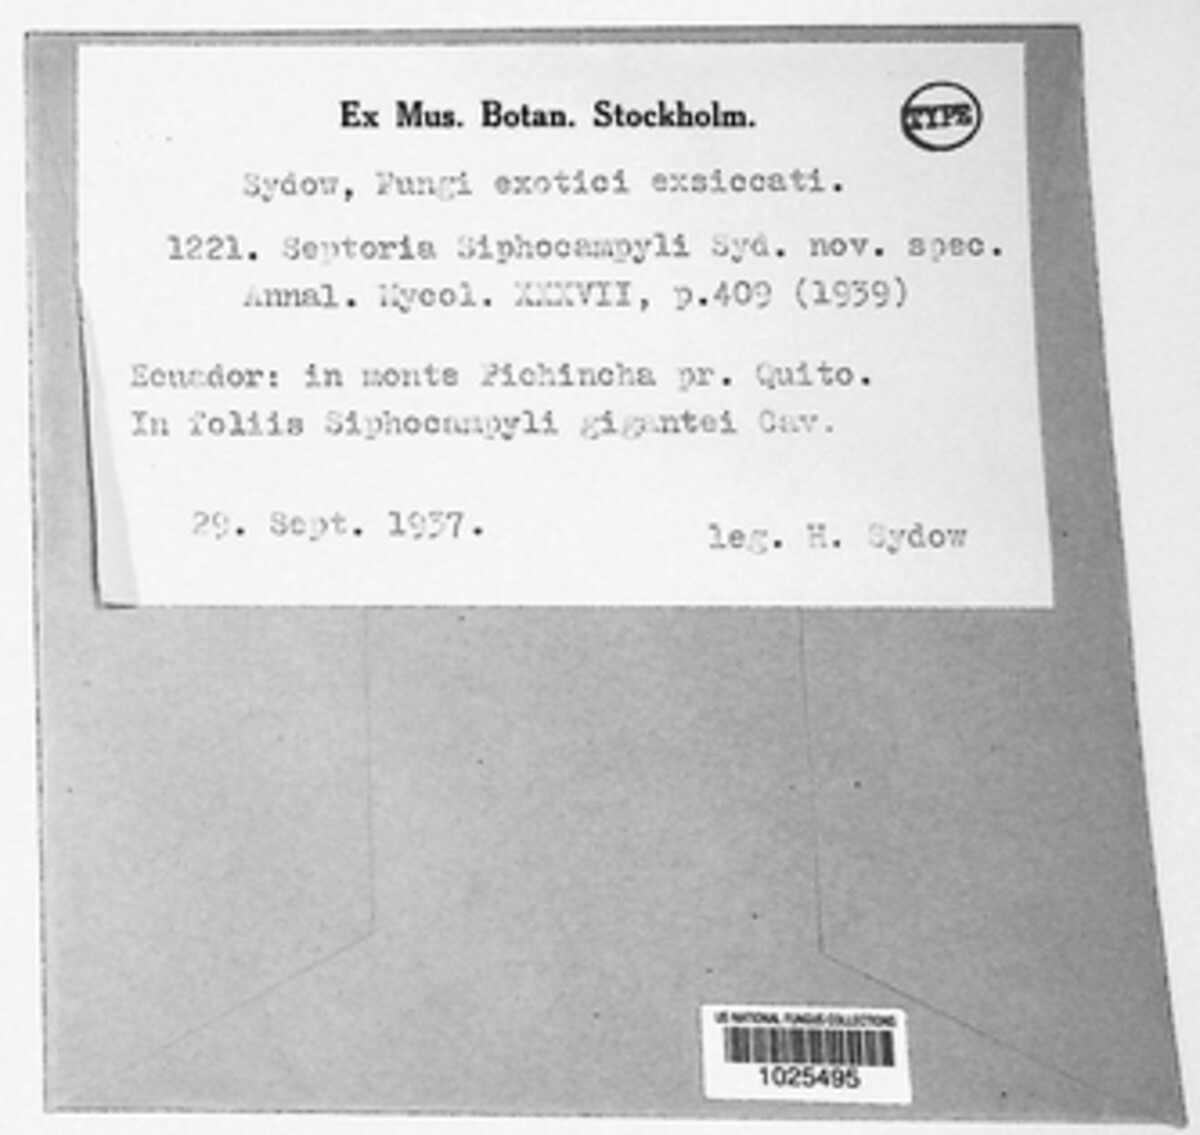 Ex Mus. Botan. Stockholm.
TYPE
Sydow, Fungi exotici exsiccati.
1221. Septoria Siphocampyli Syd. nov. spec.
Annal. Mycol. XXXVII, p.409 (1939)
Ecuador: in monte Pichincha pr. Quito.
In foliis Siphocampyli gigantei Cav.
29. Sept. 1937.
leg. H. Sydow
US NATIONAL FUNGUS COLLECTIONS
1025495